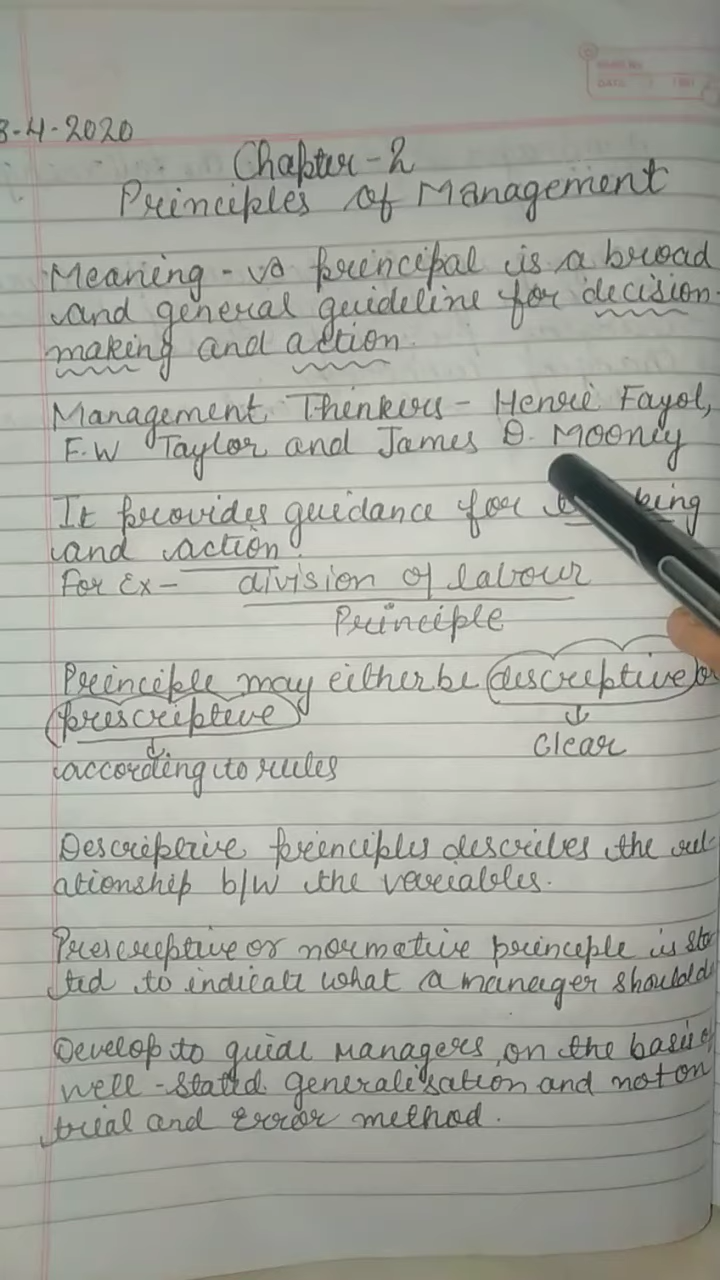 3-4-2020
Chapter-2
Principles of Management
Meaning - A principal is a broad
and general guideline for decision-
making and action.
Management Thinkers - Henrie Fayol,
F.W Taylor and James D. Mooney
It provides guidance for king
and action.
For Ex - division of labour
Principle
Principle may either be descreptive or
prescriptive
Clear
according to rules
Descriptive principles describes the rel-
ationship b/w the variables.
Prescreptive or normative principle is sta
ted to indicate what a manager should d
Develop to guide managers on the basis of
well-stated generalisation and not on
trial and Error method.